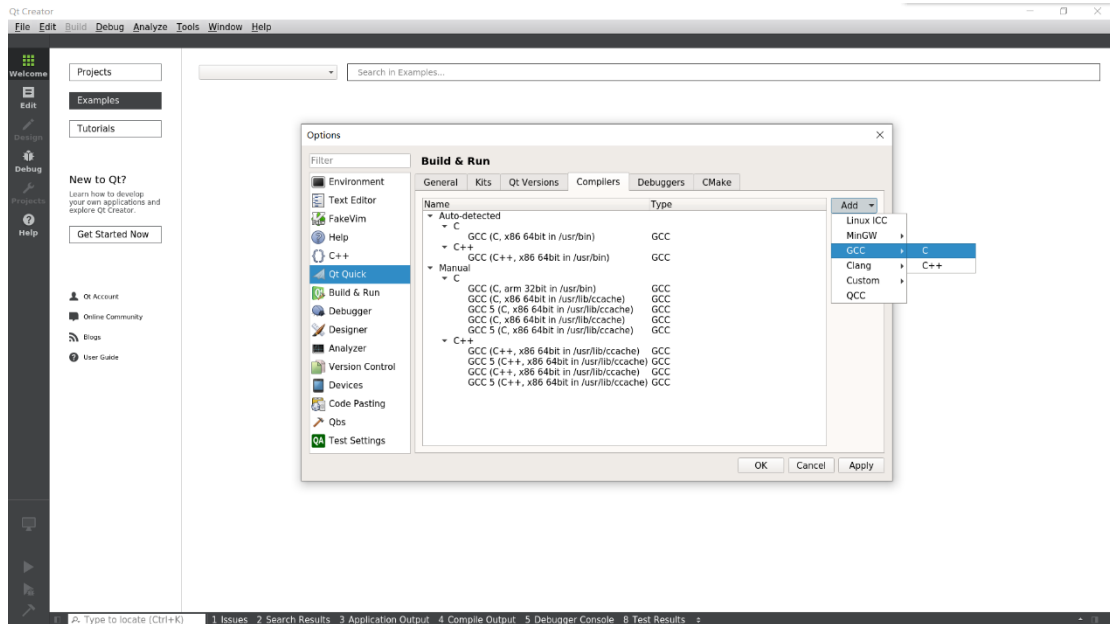 Qt Creator
File Edit Build Debug Analyze Tools Window Help
Welcome
Edit
Design
Debug
Projects
Help
Projects
Examples
Tutorials
New to Qt?
Learn how to develop
your own applications and
explore Qt Creator.
Get Started Now
Qt Account
Online Community
Blogs
User Guide
Search in Examples...
Options
Filter
Environment
Text Editor
FakeVim
Help
{} C++
Qt Quick
Build & Run
Debugger
Designer
Analyzer
Version Control
Devices
Code Pasting
Qbs
QA Test Settings
Build & Run
General Kits Qt Versions Compilers Debuggers CMake
Name Type
Auto-detected
C
GCC (C, x86 64bit in /usr/bin) GCC
C++
GCC (C++, x86 64bit in /usr/bin) GCC
Manual
C
GCC (C, arm 32bit in /usr/bin) GCC
GCC (C, x86 64bit in /usr/lib/ccache) GCC
GCC 5 (C, x86 64bit in /usr/lib/ccache) GCC
GCC (C, x86 64bit in /usr/lib/ccache) GCC
GCC 5 (C, x86 64bit in /usr/lib/ccache) GCC
C++
GCC (C++, x86 64bit in /usr/lib/ccache) GCC
GCC 5 (C++, x86 64bit in /usr/lib/ccache) GCC
GCC (C++, x86 64bit in /usr/lib/ccache) GCC
GCC 5 (C++, x86 64bit in /usr/lib/ccache) GCC
Add
Linux ICC
MinGW
GCC
Clang
Custom
QCC
C
C++
OK Cancel Apply
Type to locate (Ctrl+K) 1 Issues 2 Search Results 3 Application Output 4 Compile Output 5 Debugger Console 8 Test Results